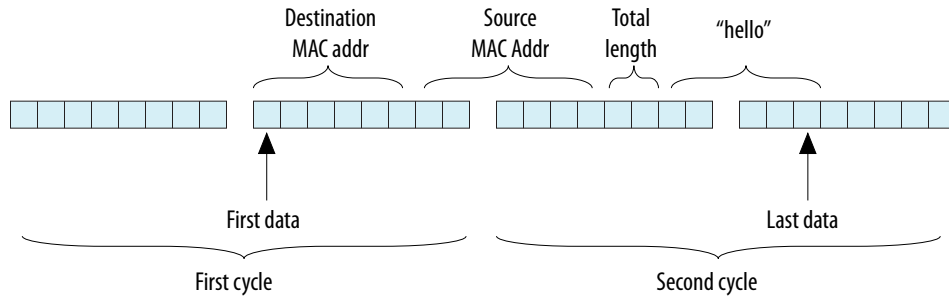 Destination
MAC addr
Source
MAC Addr
Total
length
“hello”
First data
Last data
First cycle
Second cycle